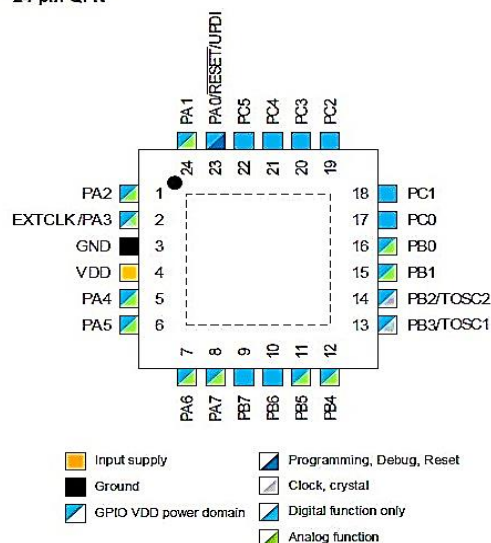 PA1
PA0/RESET/UPDI
PC5
PC4
PC3
PC2
24
23
22
21
20
19
PA2 1
EXTCLK/PA3 2
GND 3
VDD 4
PA4 5
PA5 6
18 PC1
17 PC0
16 PB0
15 PB1
14 PB2/TOSC2
13 PB3/TOSC1
7
8
9
10
11
12
PA6
PA7
PB7
PB6
PB5
PB4
Input supply
Ground
GPIO VDD power domain
Programming, Debug, Reset
Clock, crystal
Digital function only
Analog function